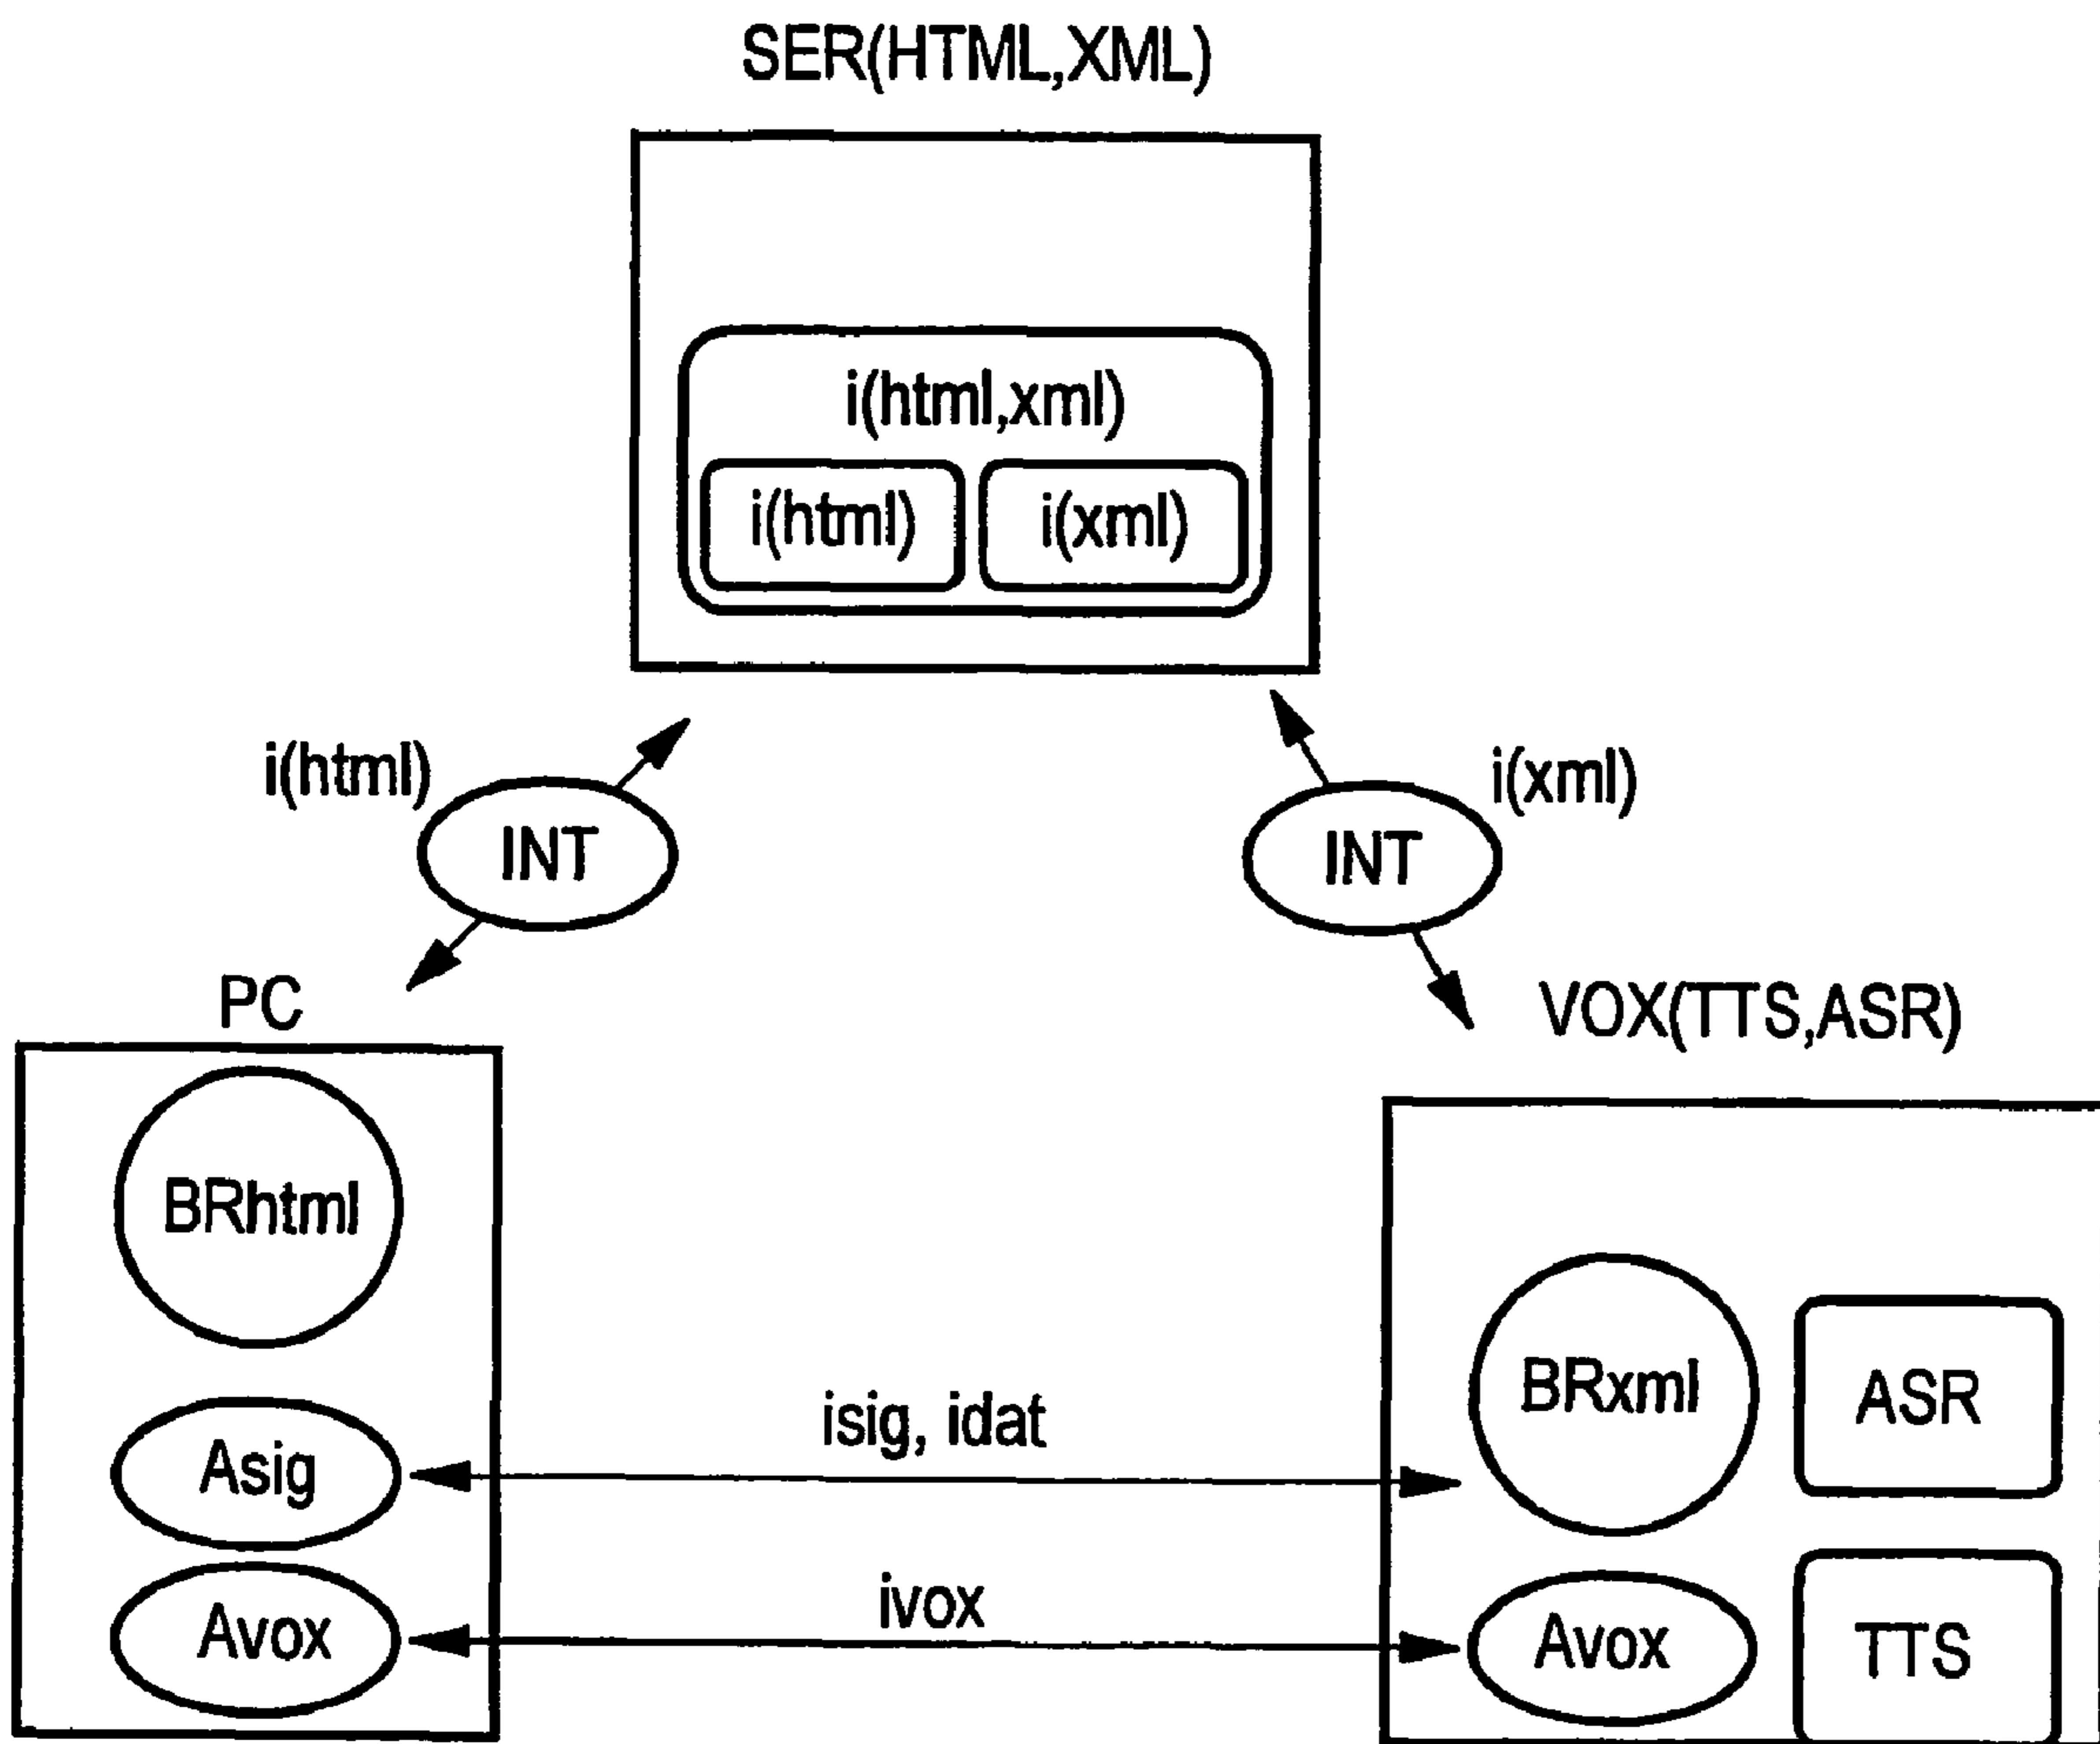 SER(HTML,XML)
i(html,xml)
i(html)
i(xml)
i(html)
INT
INT
i(xml)
PC
VOX(TTS,ASR)
BRhtml
BRxml
ASR
Asig
isig, idat
Avox
ivox
Avox
TTS